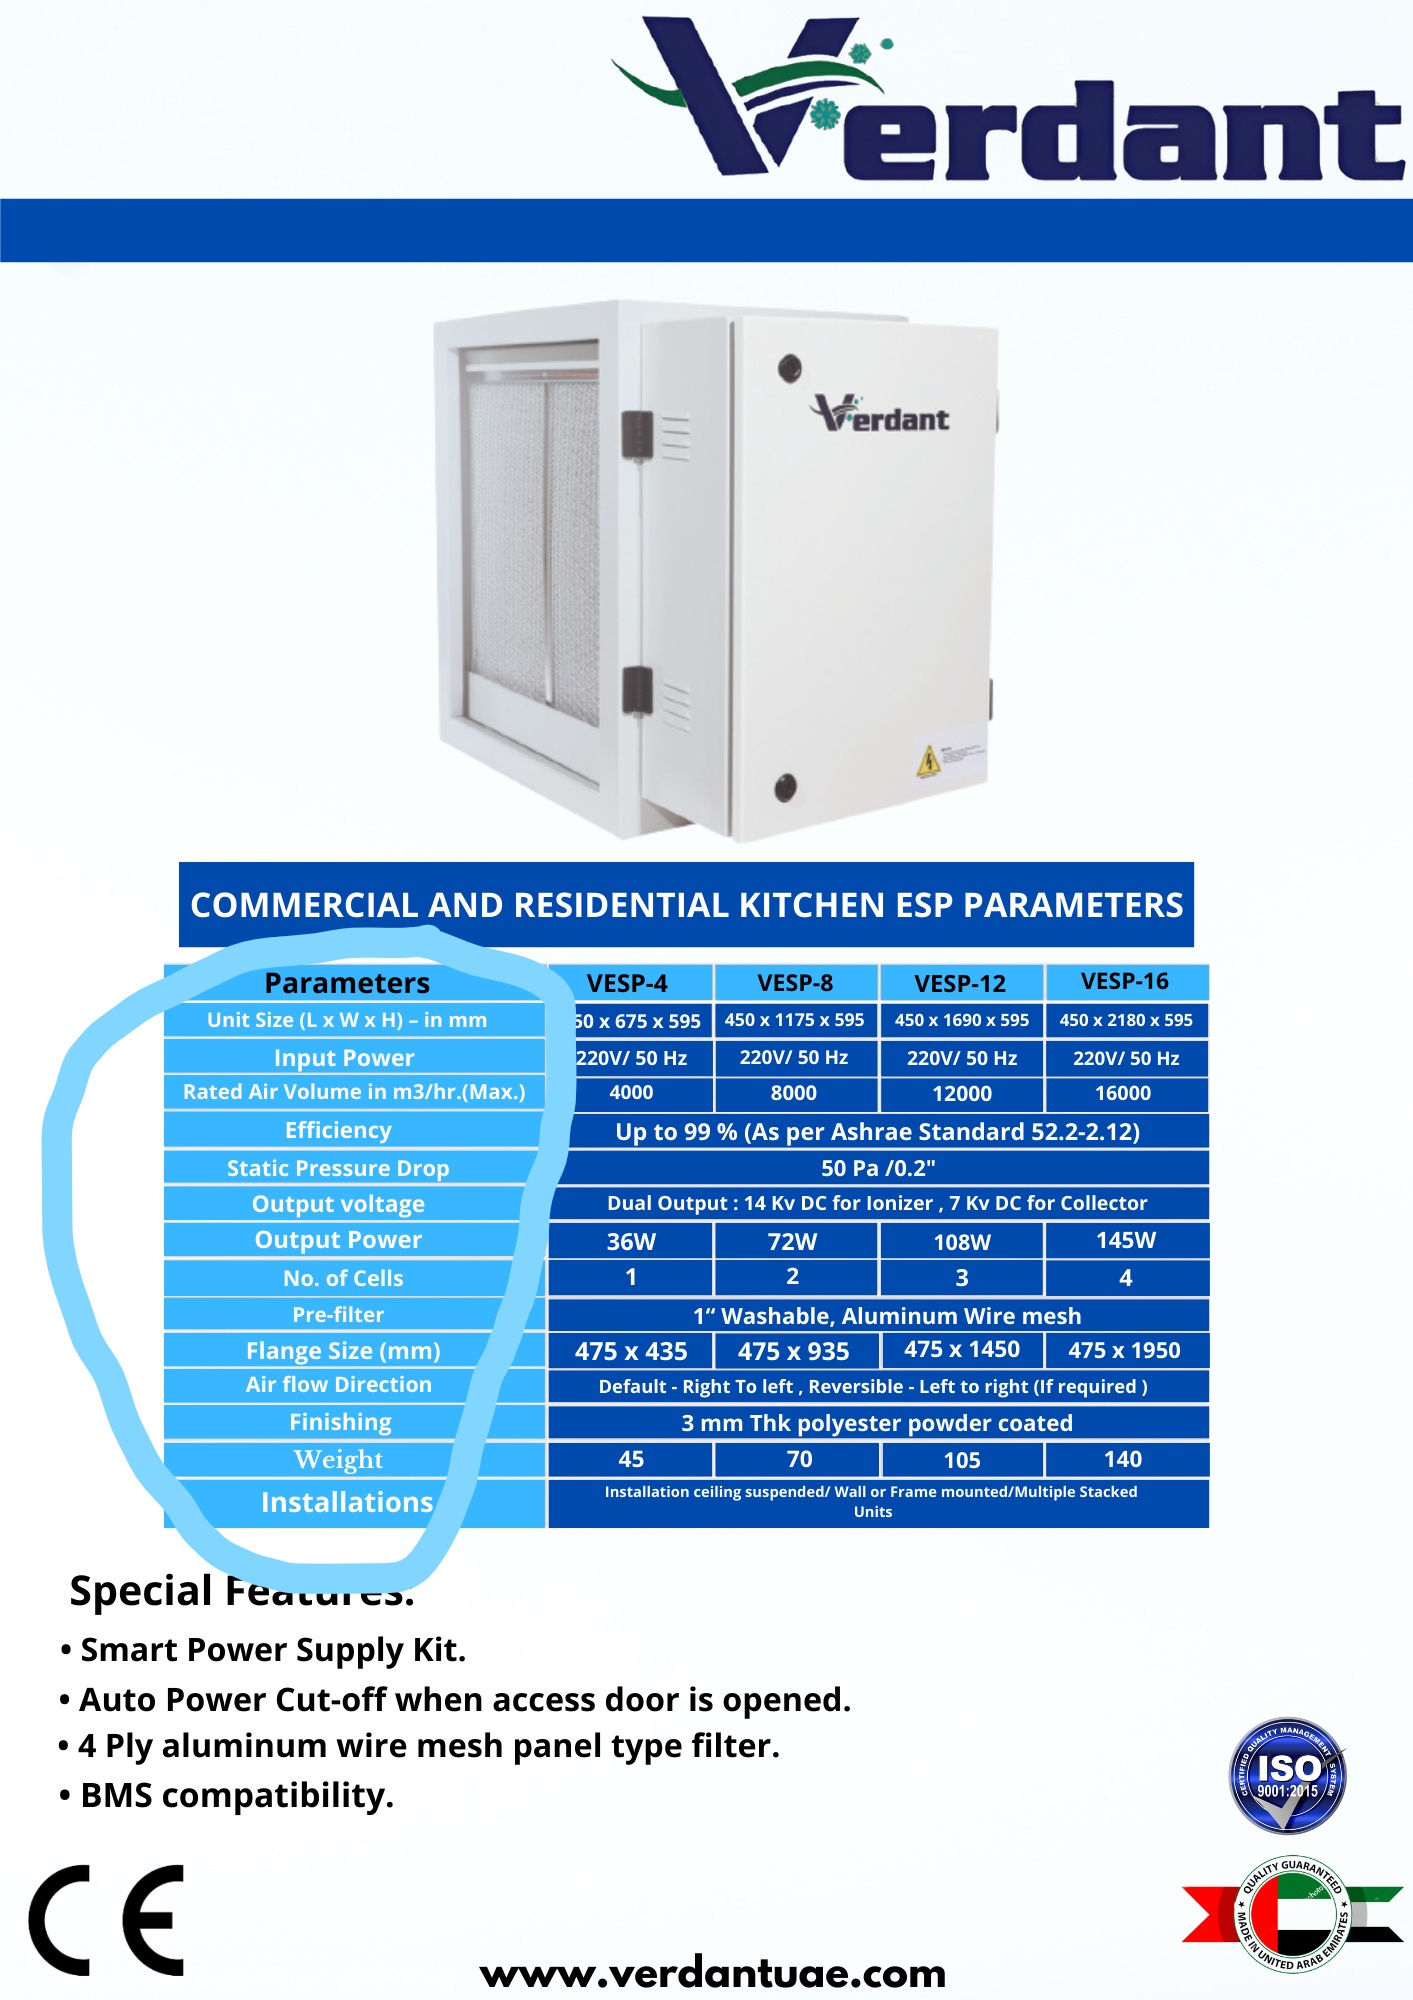 Verdant
Verdant
COMMERCIAL AND RESIDENTIAL KITCHEN ESP PARAMETERS
Parameters VESP-4 VESP-8 VESP-12 VESP-16
Unit Size (L x W x H) – in mm 50 x 675 x 595 450 x 1175 x 595 450 x 1690 x 595 450 x 2180 x 595
Input Power 220V/ 50 Hz 220V/ 50 Hz 220V/ 50 Hz 220V/ 50 Hz
Rated Air Volume in m3/hr.(Max.) 4000 8000 12000 16000
Efficiency Up to 99 % (As per Ashrae Standard 52.2-2.12)
Static Pressure Drop 50 Pa /0.2"
Output voltage Dual Output : 14 Kv DC for Ionizer , 7 Kv DC for Collector
Output Power 36W 72W 108W 145W
No. of Cells 1 2 3 4
Pre-filter 1“ Washable, Aluminum Wire mesh
Flange Size (mm) 475 x 435 475 x 935 475 x 1450 475 x 1950
Air flow Direction Default - Right To left , Reversible - Left to right (If required )
Finishing 3 mm Thk polyester powder coated
Weight 45 70 105 140
Installations Installation ceiling suspended/ Wall or Frame mounted/Multiple Stacked
Units
Special Features:
• Smart Power Supply Kit.
• Auto Power Cut-off when access door is opened.
• 4 Ply aluminum wire mesh panel type filter.
• BMS compatibility.
CERTIFIED QUALITY MANAGEMENT SYSTEM
ISO
9001:2015
CE
QUALITY GUARANTEED
★ MADE IN UNITED ARAB EMIRATES ★
www.verdantuae.com